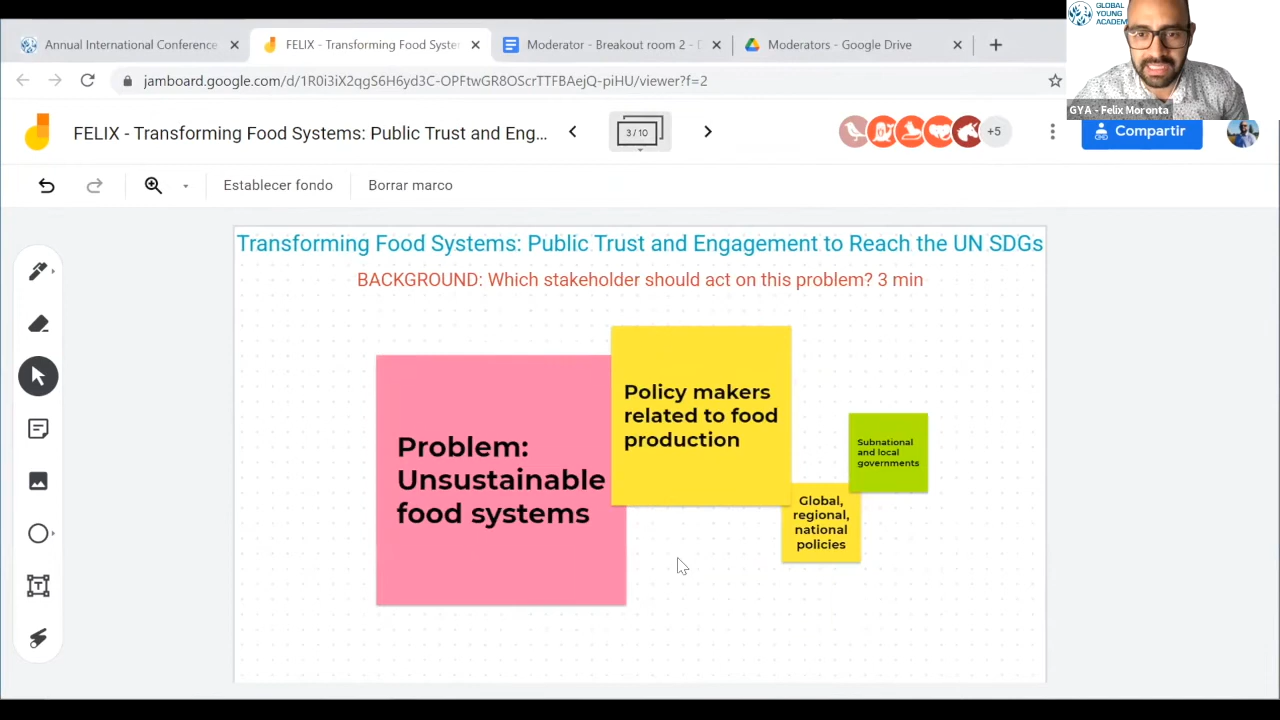 GLOBAL
YOUNG
ACADEM
Annual International Conference
FELIX - Transforming Food Syste
Moderator - Breakout room 2 - D
Moderators - Google Drive
jamboard.google.com/d/1R0i3iX2qgS6H6yd3C-OPFtwGR8OScrTTFBAejQ-piHU/viewer?f=2
GYA - Felix Moronta
FELIX - Transforming Food Systems: Public Trust and Eng...
3 / 10
+5
Compartir
Establecer fondo
Borrar marco
Transforming Food Systems: Public Trust and Engagement to Reach the UN SDGs
BACKGROUND: Which stakeholder should act on this problem? 3 min
Problem:
Unsustainable
food systems
Policy makers
related to food
production
Subnational
and local
governments
Global,
regional,
national
policies
T